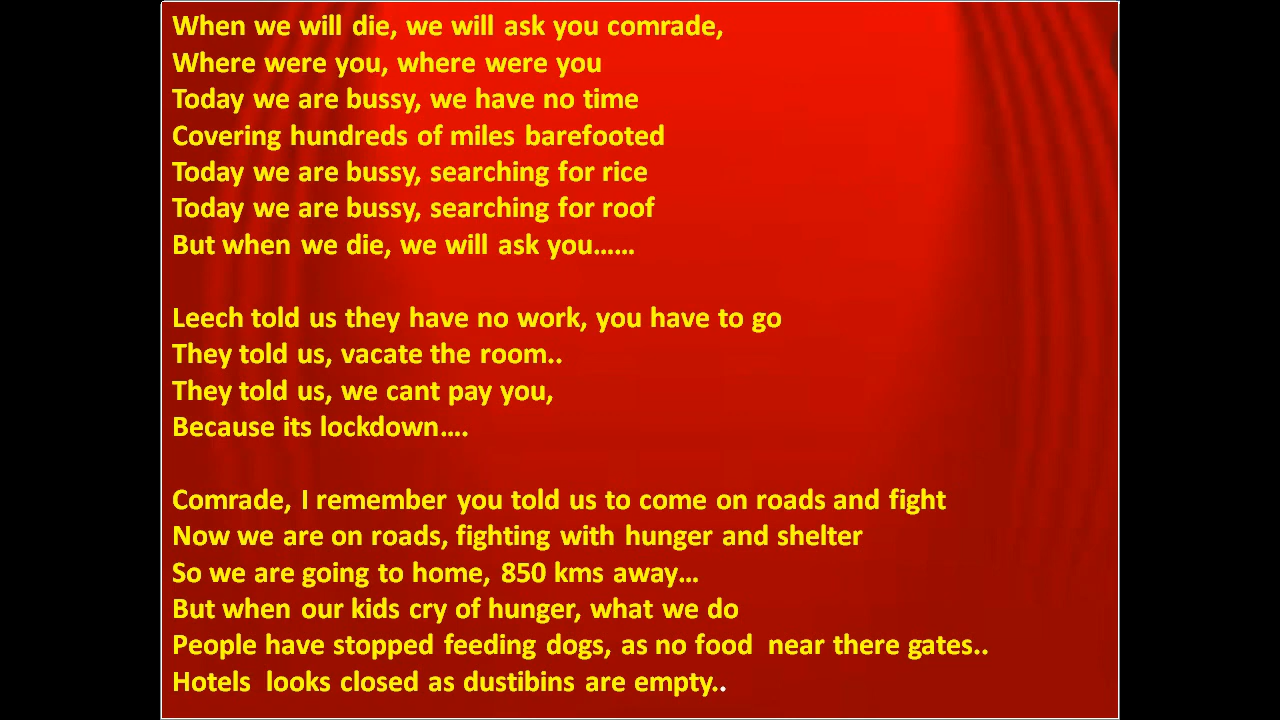 When we will die, we will ask you comrade,
Where were you, where were you
Today we are bussy, we have no time
Covering hundreds of miles barefooted
Today we are bussy, searching for rice
Today we are bussy, searching for roof
But when we die, we will ask you……
Leech told us they have no work, you have to go
They told us, vacate the room..
They told us, we cant pay you,
Because its lockdown….
Comrade, I remember you told us to come on roads and fight
Now we are on roads, fighting with hunger and shelter
So we are going to home, 850 kms away…
But when our kids cry of hunger, what we do
People have stopped feeding dogs, as no food near there gates..
Hotels looks closed as dustibins are empty..